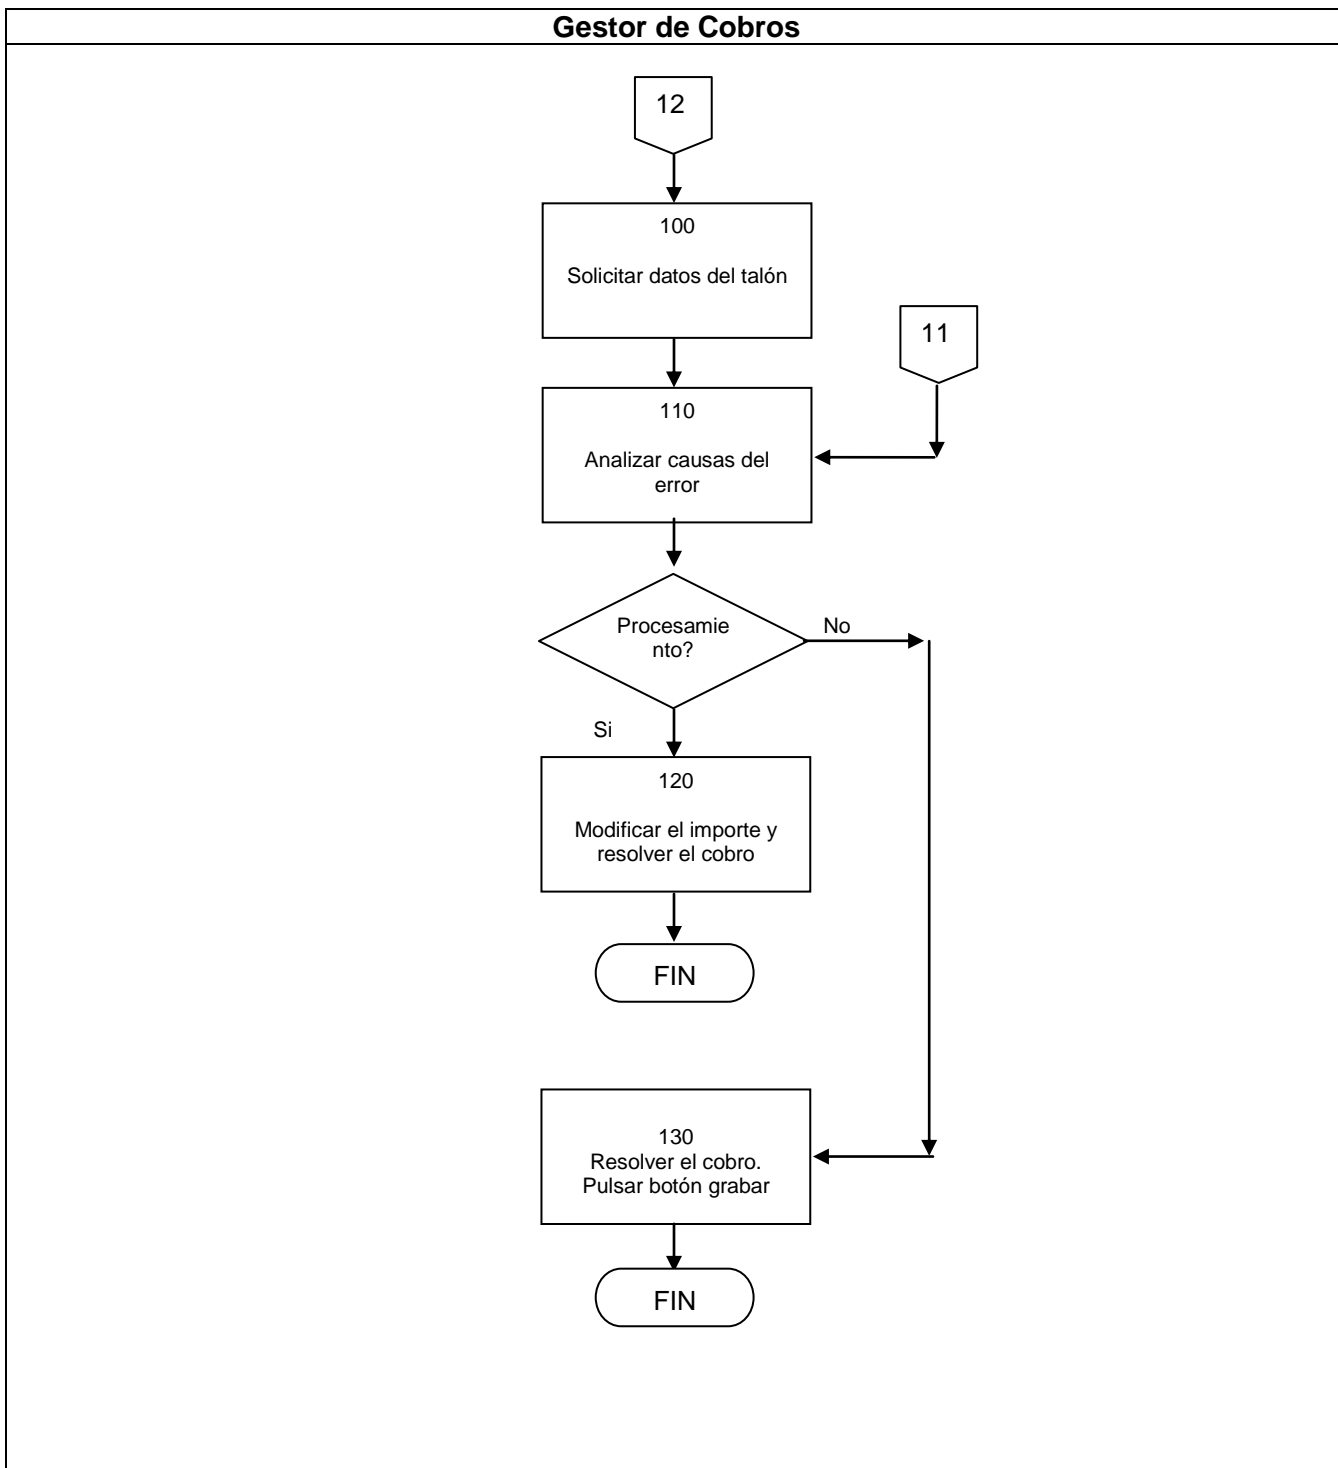 Gestor de Cobros
12
100
Solicitar datos del talón
11
110
Analizar causas del
error
Procesamie
nto?
No
Si
120
Modificar el importe y
resolver el cobro
FIN
130
Resolver el cobro.
Pulsar botón grabar
FIN